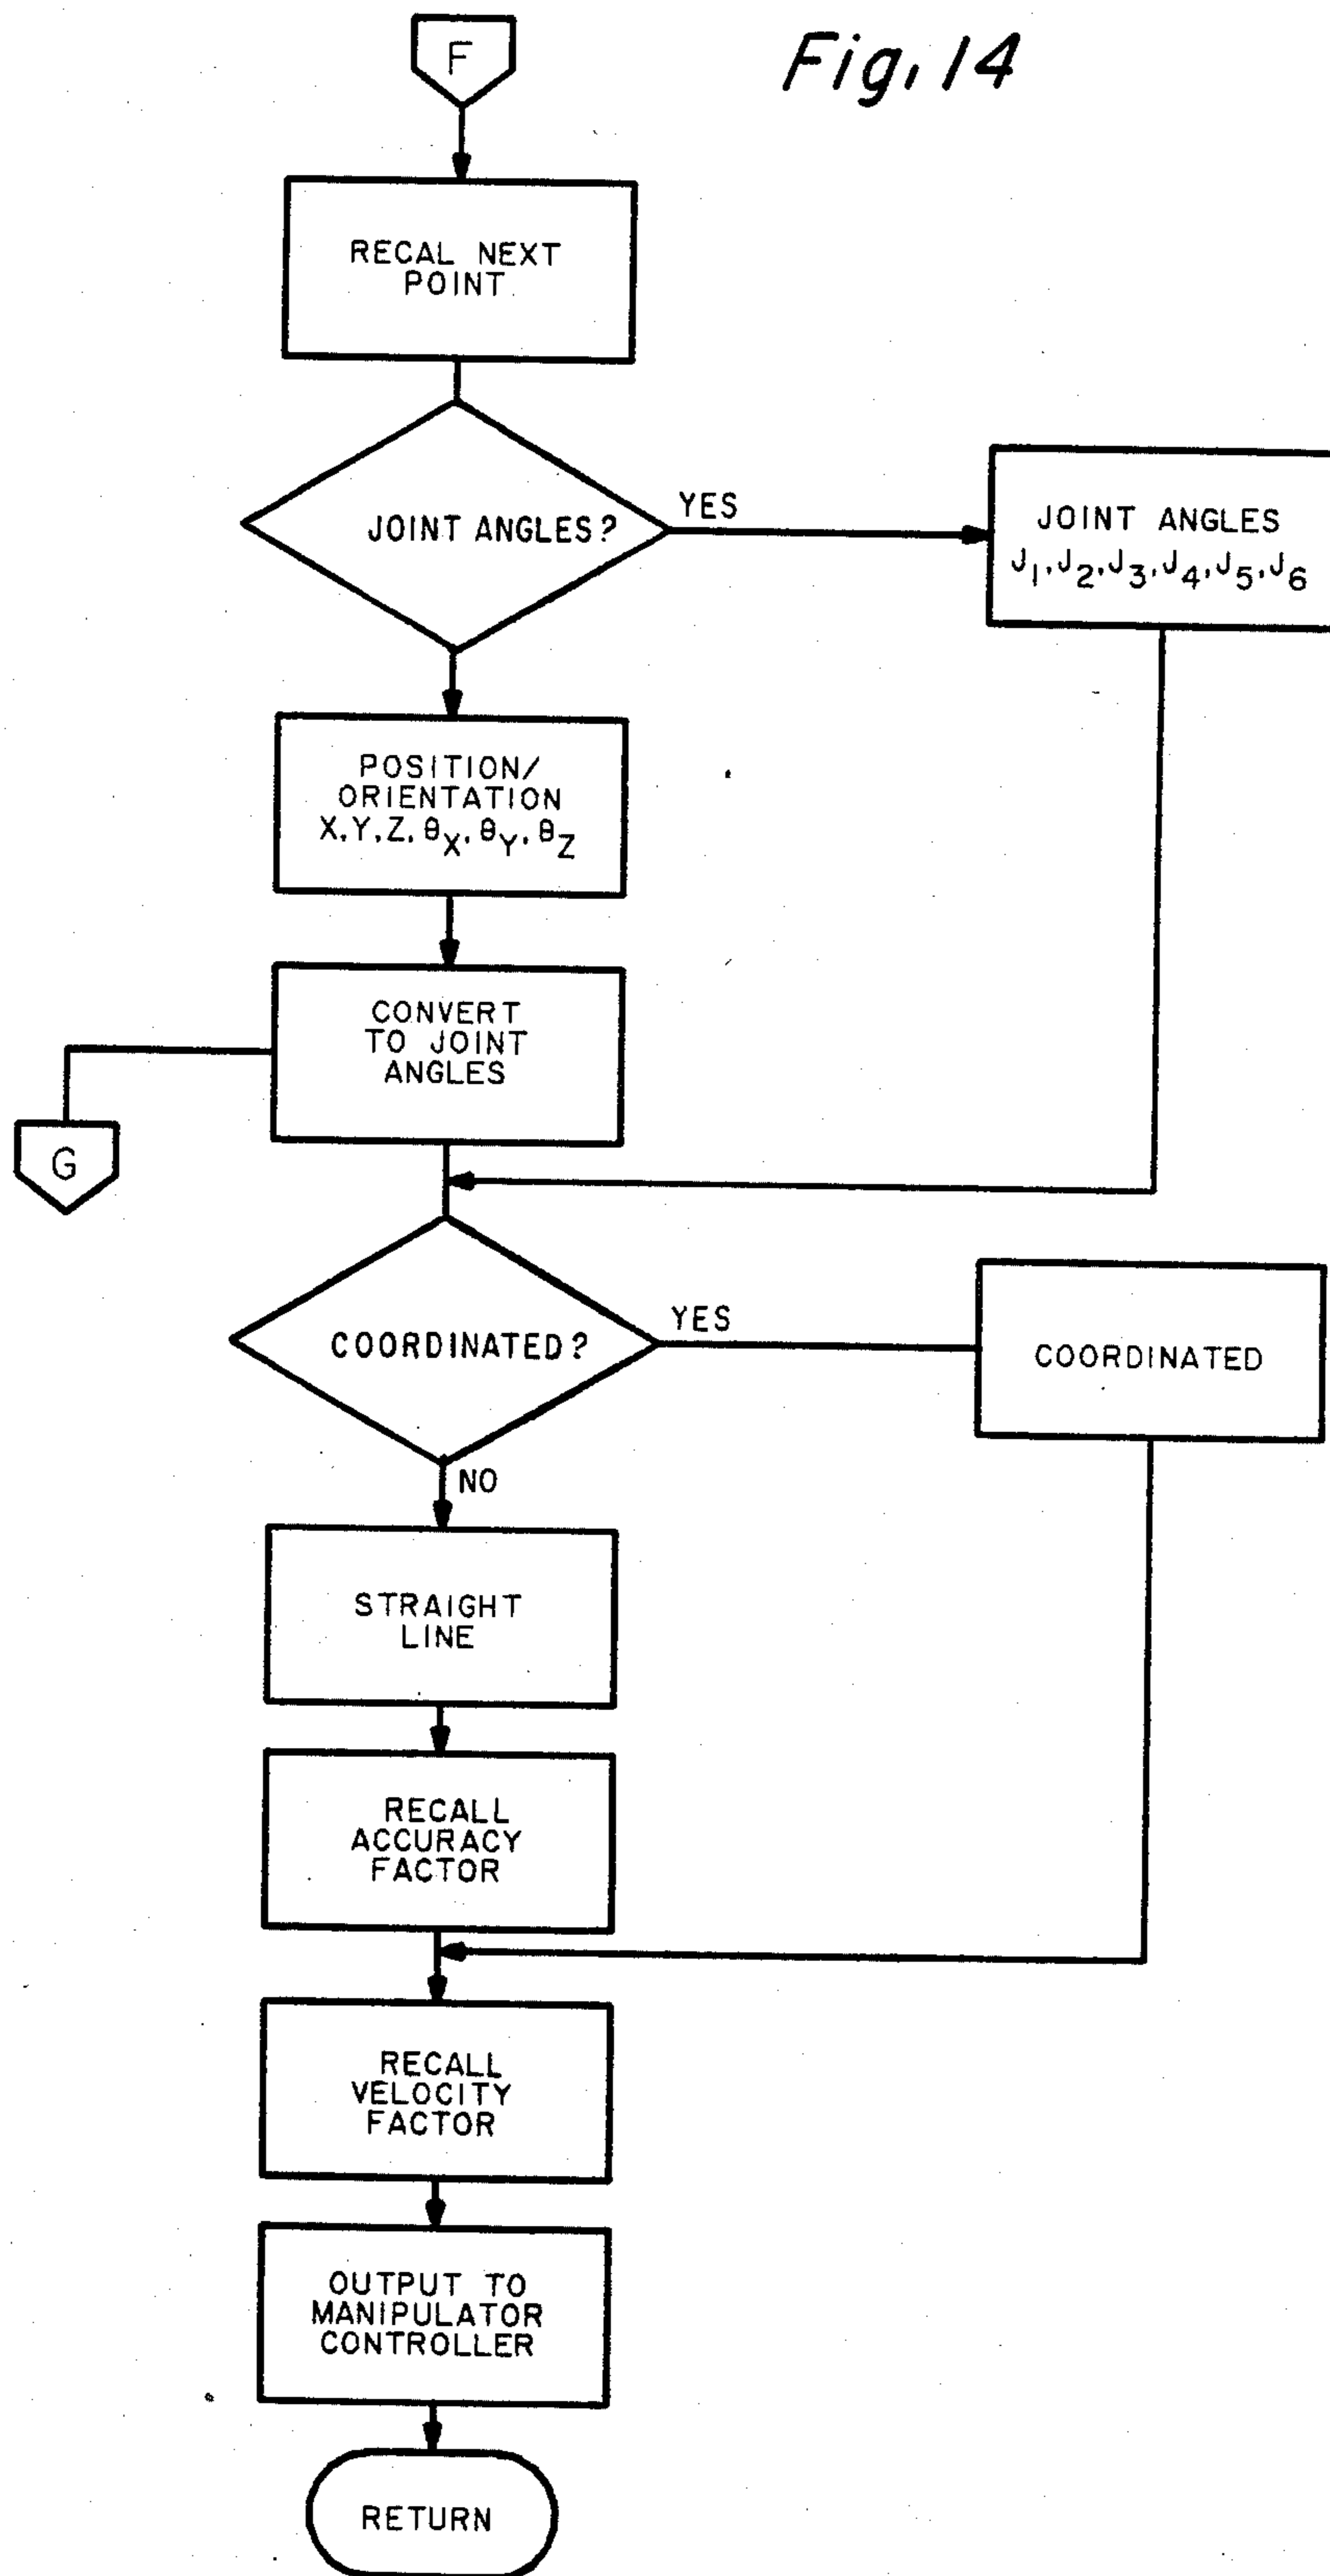 F
Fig. 14
RECAL NEXT
POINT
JOINT ANGLES?
YES
JOINT ANGLES
J1, J2, J3, J4, J5, J6
POSITION/
ORIENTATION
X, Y, Z, θX, θY, θZ
CONVERT
TO JOINT
ANGLES
G
COORDINATED?
YES
COORDINATED
NO
STRAIGHT
LINE
RECALL
ACCURACY
FACTOR
RECALL
VELOCITY
FACTOR
OUTPUT TO
MANIPULATOR
CONTROLLER
RETURN